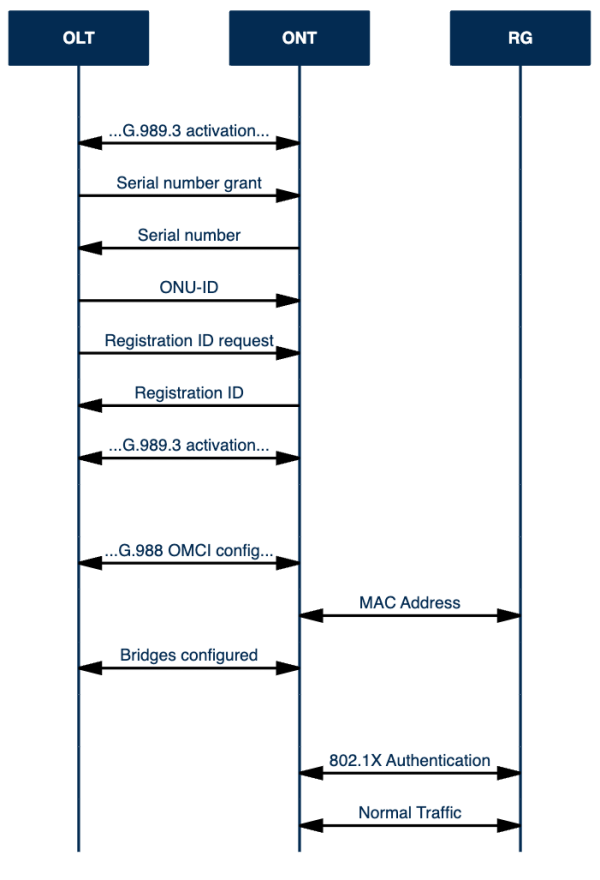 OLT ONT RG
...G.989.3 activation...
Serial number grant
Serial number
ONU-ID
Registration ID request
Registration ID
...G.989.3 activation...
...G.988 OMCI config...
MAC Address
Bridges configured
802.1X Authentication
Normal Traffic